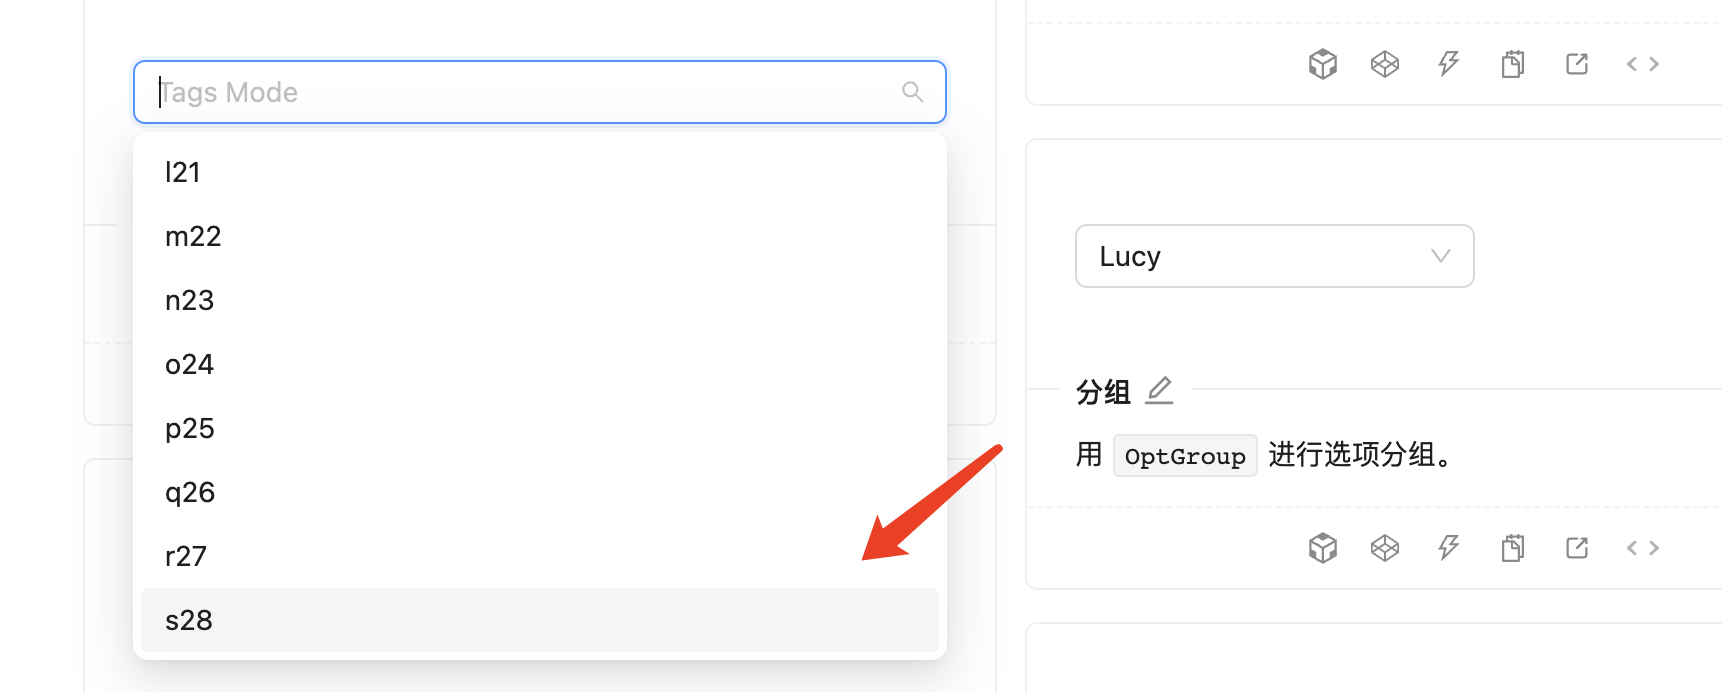 Tags Mode
l21
m22
n23
o24
p25
q26
r27
s28
Lucy
分组
用 OptGroup 进行选项分组。